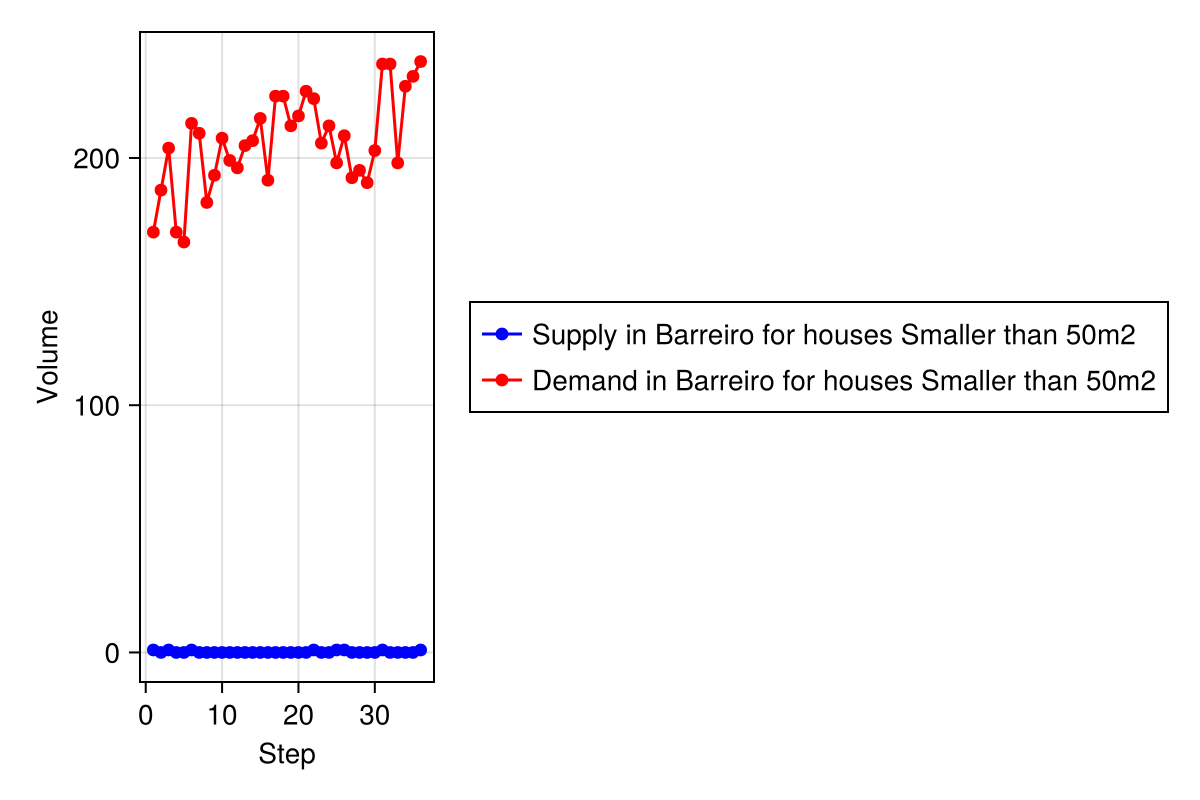 200
100
0
Volume
0 10 20 30
Step
Supply in Barreiro for houses Smaller than 50m2
Demand in Barreiro for houses Smaller than 50m2